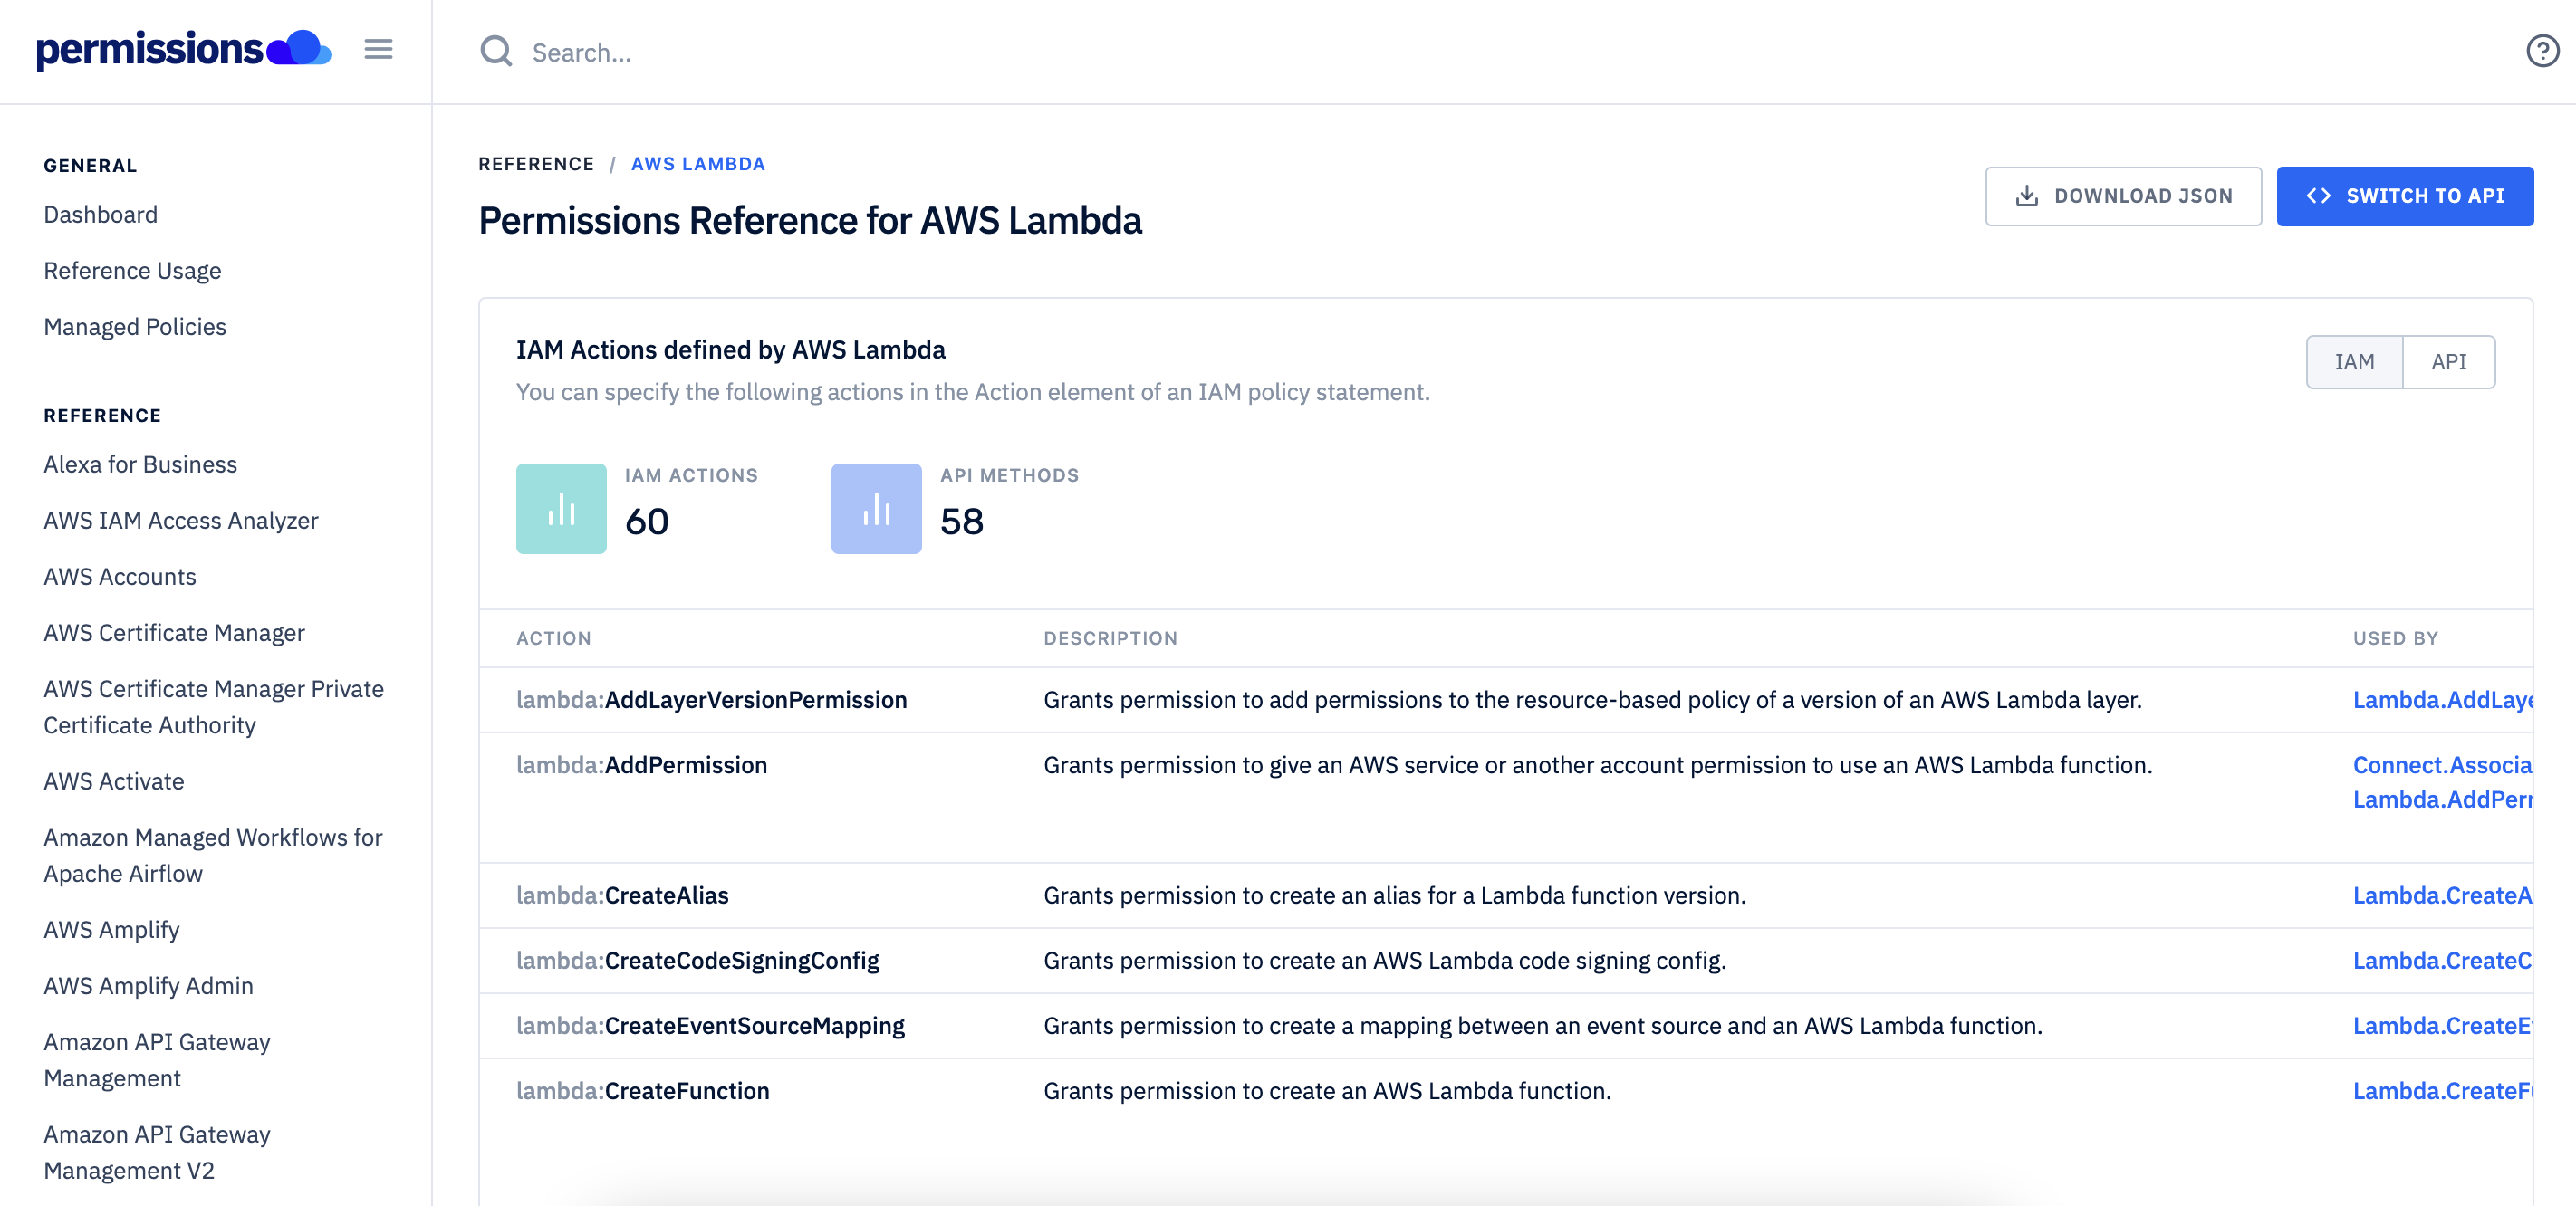 permissions
Search...
GENERAL
Dashboard
Reference Usage
Managed Policies
REFERENCE
Alexa for Business
AWS IAM Access Analyzer
AWS Accounts
AWS Certificate Manager
AWS Certificate Manager Private
Certificate Authority
AWS Activate
Amazon Managed Workflows for
Apache Airflow
AWS Amplify
AWS Amplify Admin
Amazon API Gateway
Management
Amazon API Gateway
Management V2
REFERENCE / AWS LAMBDA
Permissions Reference for AWS Lambda
DOWNLOAD JSON
<> SWITCH TO API
IAM Actions defined by AWS Lambda
You can specify the following actions in the Action element of an IAM policy statement.
IAM API
IAM ACTIONS
60
API METHODS
58
ACTION DESCRIPTION USED BY
lambda:AddLayerVersionPermission Grants permission to add permissions to the resource-based policy of a version of an AWS Lambda layer. Lambda.AddLaye
lambda:AddPermission Grants permission to give an AWS service or another account permission to use an AWS Lambda function. Connect.Associa
Lambda.AddPer
lambda:CreateAlias Grants permission to create an alias for a Lambda function version. Lambda.CreateA
lambda:CreateCodeSigningConfig Grants permission to create an AWS Lambda code signing config. Lambda.CreateC
lambda:CreateEventSourceMapping Grants permission to create a mapping between an event source and an AWS Lambda function. Lambda.CreateE
lambda:CreateFunction Grants permission to create an AWS Lambda function. Lambda.CreateF